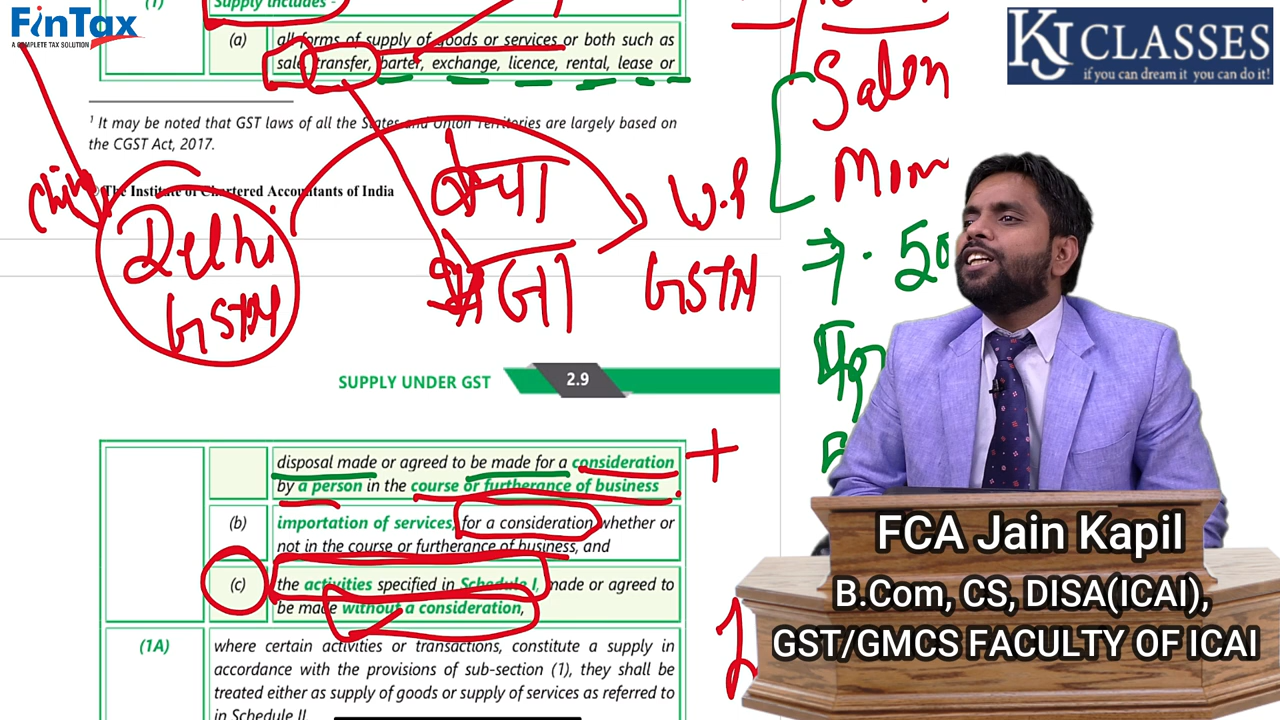 FinTax
A COMPLETE TAX SOLUTION
(1)
Supply includes -
(a)
all forms of supply of goods or services or both such as
sale, transfer, barter, exchange, licence, rental, lease or
1 It may be noted that GST laws of all the States and Union Territories are largely based on
the CGST Act, 2017.
© The Institute of Chartered Accountants of India
Delhi
GSTN
GSTN
Salon
50
SUPPLY UNDER GST
2.9
disposal made or agreed to be made for a consideration
by a person in the course or furtherance of business
(b)
importation of services, for a consideration whether or
not in the course or furtherance of business, and
(c)
the activities specified in Schedule I, made or agreed to
be made without a consideration,
(1A)
where certain activities or transactions, constitute a supply in
accordance with the provisions of sub-section (1), they shall be
treated either as supply of goods or supply of services as referred to
in Schedule II.
KJ CLASSES
if you can dream it you can do it!
FCA Jain Kapil
B.Com, CS, DISA(ICAI),
GST/GMCS FACULTY OF ICAI